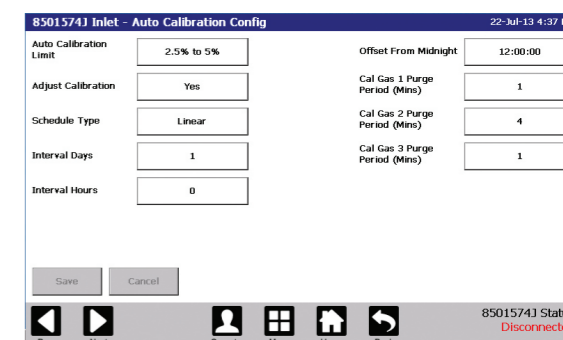 8501574J Inlet - Auto Calibration Config
22-Jul-13 4:37
Auto Calibration
Limit
2.5% to 5%
Adjust Calibration
Yes
Schedule Type
Linear
Interval Days
1
Interval Hours
0
Offset From Midnight
12:00:00
Cal Gas 1 Purge
Period (Mins)
1
Cal Gas 2 Purge
Period (Mins)
4
Cal Gas 3 Purge
Period (Mins)
1
Save
Cancel
8501574J